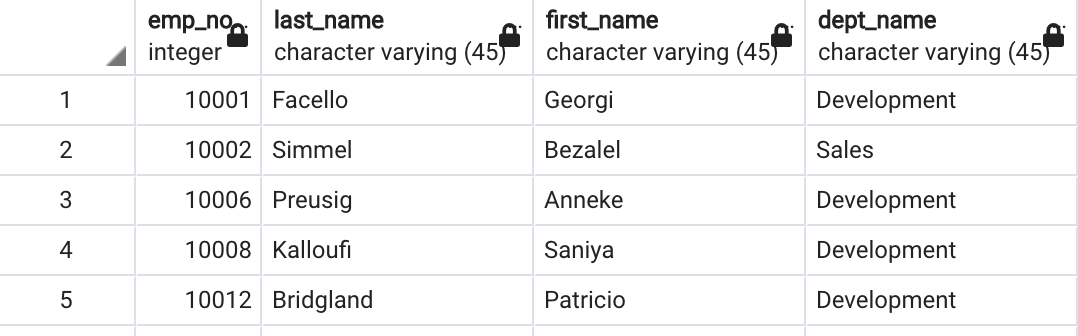 emp_no last_name first_name dept_name
integer character varying (45) character varying (45) character varying (45)
1 10001 Facello Georgi Development
2 10002 Simmel Bezalel Sales
3 10006 Preusig Anneke Development
4 10008 Kalloufi Saniya Development
5 10012 Bridgland Patricio Development